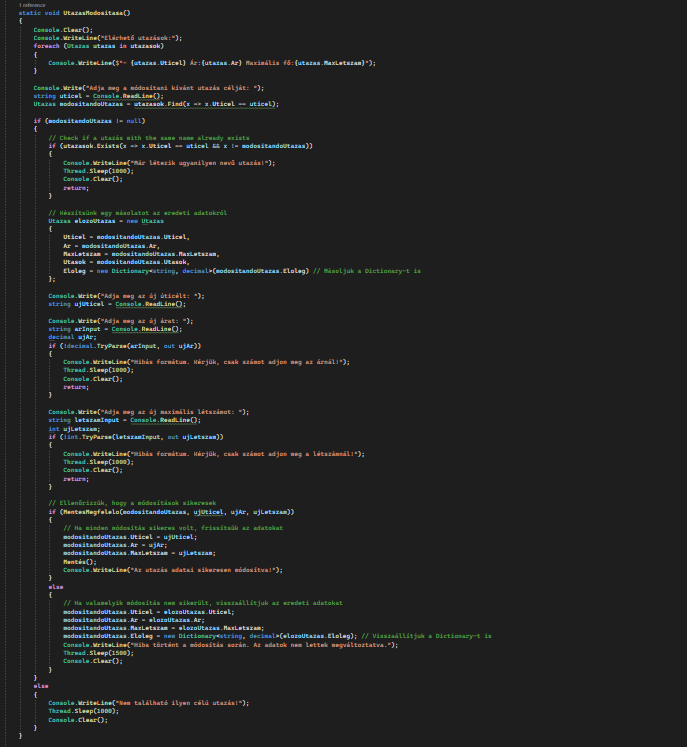 1 reference
static void UtazasModositasa()
{
    Console.Clear();
    Console.WriteLine("Elérhető utazások:");
    foreach (Utazas utazas in utazasok)
    {
        Console.WriteLine($"- {utazas.Uticel} Ár:{utazas.Ar} Maximális fő:{utazas.MaxLetszam}");
    }
    Console.Write("Adja meg a módosítani kívánt utazás célját: ");
    string uticel = Console.ReadLine();
    Utazas modositandoUtazas = utazasok.Find(x => x.Uticel == uticel);
    if (modositandoUtazas != null)
    {
        // Check if a utazás with the same name already exists
        if (utazasok.Exists(x => x.Uticel == uticel && x != modositandoUtazas))
        {
            Console.WriteLine("Már létezik ugyanilyen nevű utazás!");
            Thread.Sleep(1000);
            Console.Clear();
            return;
        }
        // Készítsünk egy másolatot az eredeti adatokról
        Utazas elozoUtazas = new Utazas
        {
            Uticel = modositandoUtazas.Uticel,
            Ar = modositandoUtazas.Ar,
            MaxLetszam = modositandoUtazas.MaxLetszam,
            Utasok = modositandoUtazas.Utasok,
            Eloleg = new Dictionary<string, decimal>(modositandoUtazas.Eloleg) // Másoljuk a Dictionary-t is
        };
        Console.Write("Adja meg az új úticélt: ");
        string ujUticel = Console.ReadLine();
        Console.Write("Adja meg az új árat: ");
        string arInput = Console.ReadLine();
        decimal ujAr;
        if (!decimal.TryParse(arInput, out ujAr))
        {
            Console.WriteLine("Hibás formátum. Kérjük, csak számot adjon meg az árnál!");
            Thread.Sleep(1000);
            Console.Clear();
            return;
        }
        Console.Write("Adja meg az új maximális létszámot: ");
        string letszamInput = Console.ReadLine();
        int ujLetszam;
        if (!int.TryParse(letszamInput, out ujLetszam))
        {
            Console.WriteLine("Hibás formátum. Kérjük, csak számot adjon meg a létszámnál!");
            Thread.Sleep(1000);
            Console.Clear();
            return;
        }
        // Ellenőrizzük, hogy a módosítások sikeresek
        if (MentesMegfelelo(modositandoUtazas, ujUticel, ujAr, ujLetszam))
        {
            // Ha minden módosítás sikeres volt, frissítsük az adatokat
            modositandoUtazas.Uticel = ujUticel;
            modositandoUtazas.Ar = ujAr;
            modositandoUtazas.MaxLetszam = ujLetszam;
            Mentés();
            Console.WriteLine("Az utazás adatai sikeresen módosítva!");
        }
        else
        {
            // Ha valamelyik módosítás nem sikerült, visszaállítjuk az eredeti adatokat
            modositandoUtazas.Uticel = elozoUtazas.Uticel;
            modositandoUtazas.Ar = elozoUtazas.Ar;
            modositandoUtazas.MaxLetszam = elozoUtazas.MaxLetszam;
            modositandoUtazas.Eloleg = new Dictionary<string, decimal>(elozoUtazas.Eloleg); // Visszaállítjuk a Dictionary-t is
            Console.WriteLine("Hiba történt a módosítás során. Az adatok nem lettek megváltoztatva.");
            Thread.Sleep(1500);
            Console.Clear();
        }
    }
    else
    {
        Console.WriteLine("Nem található ilyen célú utazás!");
        Thread.Sleep(1000);
        Console.Clear();
    }
}